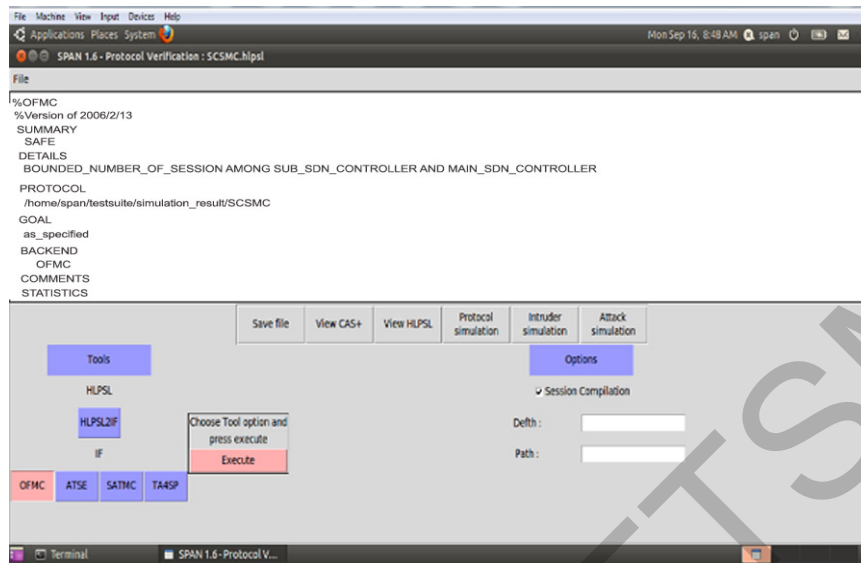 File Machine View Input Devices Help
Applications Places System Mon Sep 16, 8:48 AM span
SPAN 1.6 - Protocol Verification : SCSMC.hlpsl
File
%OFMC
%Version of 2006/2/13
SUMMARY
SAFE
DETAILS
BOUNDED_NUMBER_OF_SESSION AMONG SUB_SDN_CONTROLLER AND MAIN_SDN_CONTROLLER
PROTOCOL
/home/span/testsuite/simulation_result/SCSMC
GOAL
as_specified
BACKEND
OFMC
COMMENTS
STATISTICS
Save file View CAS+ View HLPSL Protocol simulation Intruder simulation Attack simulation
Tools Options
HLPSL Session Compilation
HLPSL2IF Choose Tool option and press execute Defth :
IF Execute Path :
OFMC ATSE SATMC TA4SP
Terminal SPAN 1.6 - Protocol V...